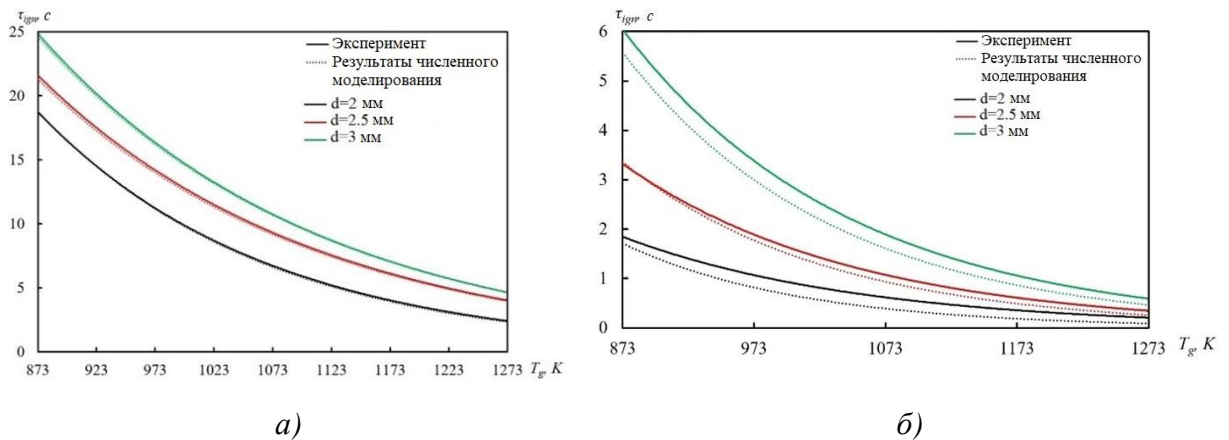 τign, с
25
20
15
10
5
0
873 923 973 1023 1073 1123 1173 1223 1273 Tg, K
Эксперимент
Результаты численного
моделирования
d=2 мм
d=2.5 мм
d=3 мм
а)
τign, с
6
5
4
3
2
1
0
873 973 1073 1173 1273 Tg, K
Эксперимент
Результаты численного
моделирования
d=2 мм
d=2.5 мм
d=3 мм
б)